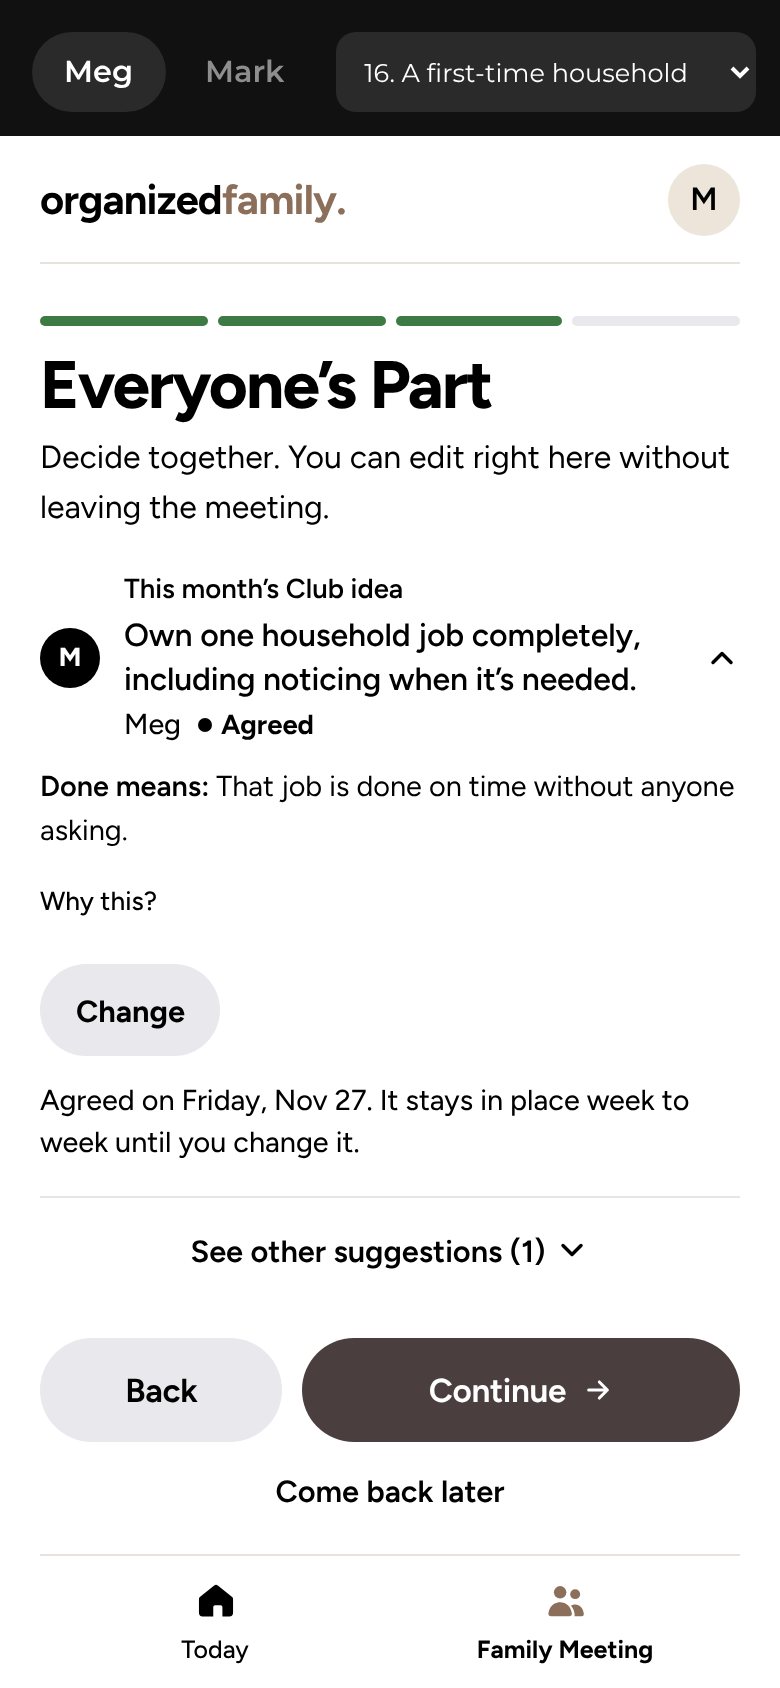 Meg Mark 16. A first-time household
organizedfamily. M
Everyone’s Part
Decide together. You can edit right here without
leaving the meeting.
This month’s Club idea
M Own one household job completely,
including noticing when it’s needed.
Meg ● Agreed
Done means: That job is done on time without anyone
asking.
Why this?
Change
Agreed on Friday, Nov 27. It stays in place week to
week until you change it.
See other suggestions (1)
Back Continue →
Come back later
Today Family Meeting